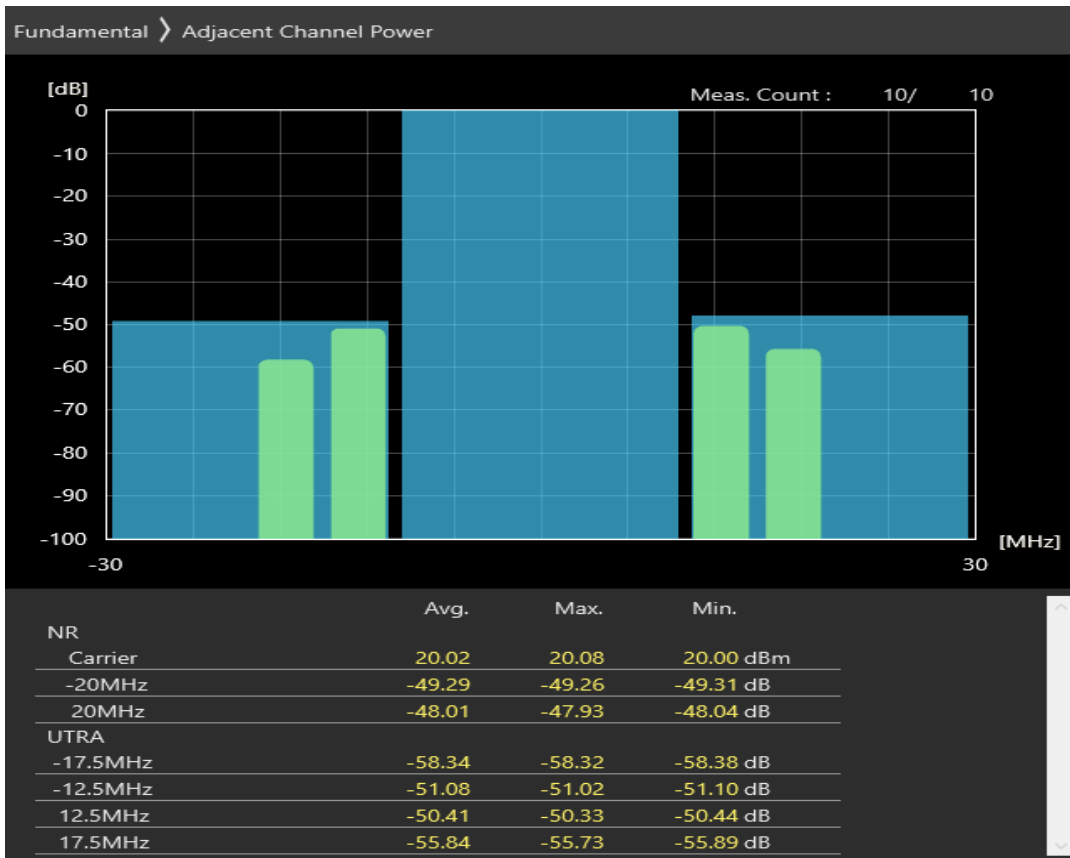 Fundamental ❯ Adjacent Channel Power
[dB]
Meas. Count : 10/ 10
0
-10
-20
-30
-40
-50
-60
-70
-80
-90
-100
[MHz]
-30 30
Avg. Max. Min.
NR
Carrier 20.02 20.08 20.00 dBm
-20MHz -49.29 -49.26 -49.31 dB
20MHz -48.01 -47.93 -48.04 dB
UTRA
-17.5MHz -58.34 -58.32 -58.38 dB
-12.5MHz -51.08 -51.02 -51.10 dB
12.5MHz -50.41 -50.33 -50.44 dB
17.5MHz -55.84 -55.73 -55.89 dB